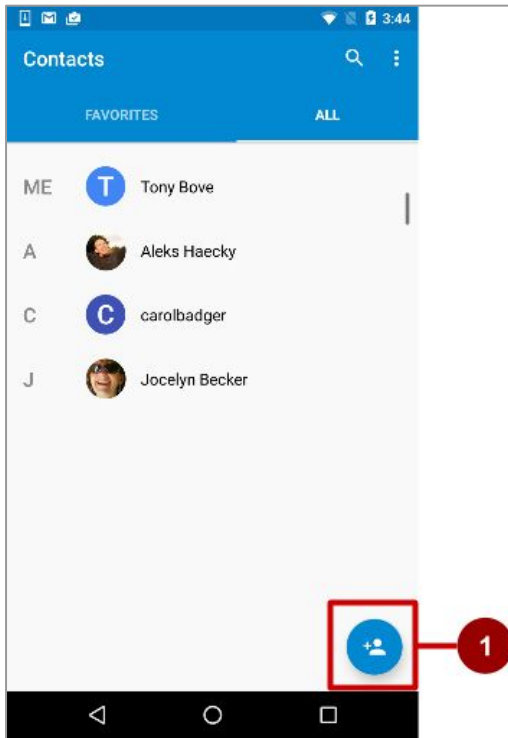 3:44
Contacts
FAVORITES ALL
ME T Tony Bove
A Aleks Haecky
C C carolbadger
J Jocelyn Becker
1